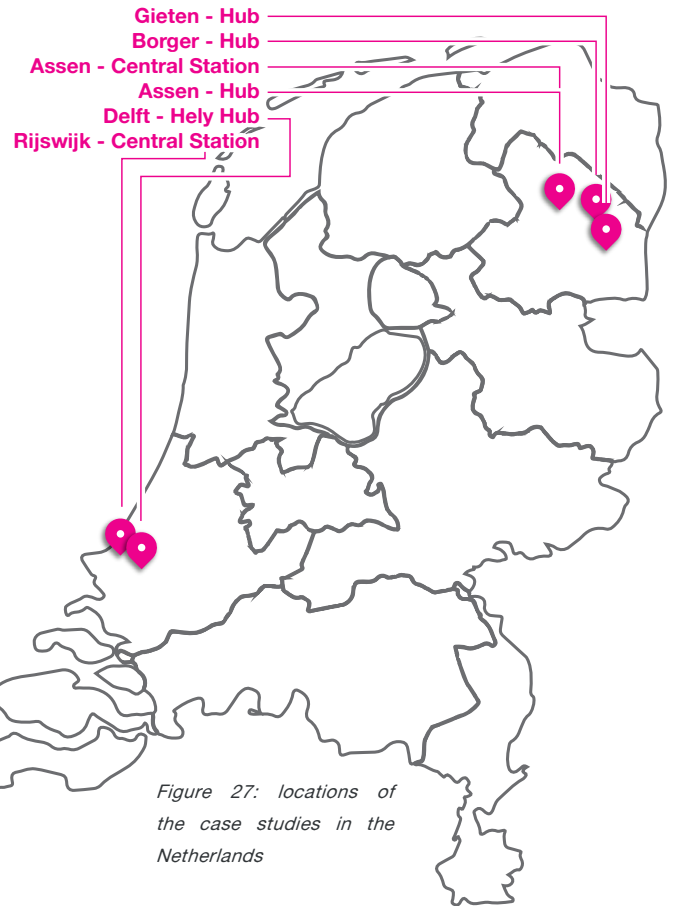 Gieten - Hub
Borger - Hub
Assen - Central Station
Assen - Hub
Delft - Hely Hub
Rijswijk - Central Station
Figure 27: locations of
the case studies in the
Netherlands